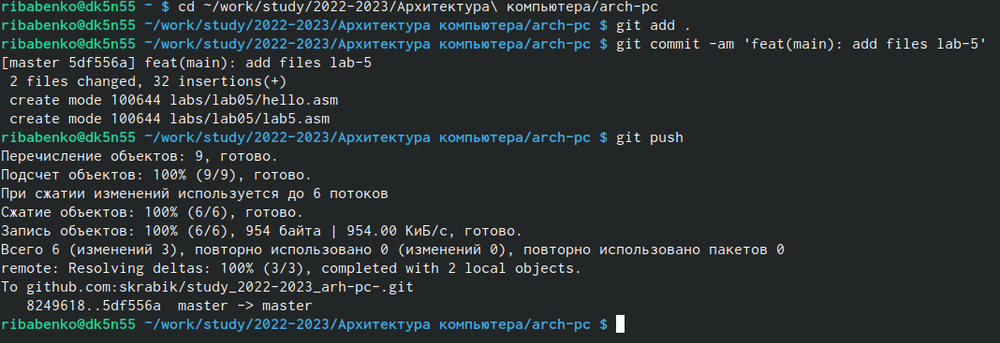 ribabenko@dk5n55 ~ $ cd ~/work/study/2022-2023/Архитектура\ компьютера/arch-pc
ribabenko@dk5n55 ~/work/study/2022-2023/Архитектура компьютера/arch-pc $ git add .
ribabenko@dk5n55 ~/work/study/2022-2023/Архитектура компьютера/arch-pc $ git commit -am 'feat(main): add files lab-5'
[master 5df556a] feat(main): add files lab-5
 2 files changed, 32 insertions(+)
 create mode 100644 labs/lab05/hello.asm
 create mode 100644 labs/lab05/lab5.asm
ribabenko@dk5n55 ~/work/study/2022-2023/Архитектура компьютера/arch-pc $ git push
Перечисление объектов: 9, готово.
Подсчет объектов: 100% (9/9), готово.
При сжатии изменений используется до 6 потоков
Сжатие объектов: 100% (6/6), готово.
Запись объектов: 100% (6/6), 954 байта | 954.00 КиБ/с, готово.
Всего 6 (изменений 3), повторно использовано 0 (изменений 0), повторно использовано пакетов 0
remote: Resolving deltas: 100% (3/3), completed with 2 local objects.
To github.com:skrabik/study_2022-2023_arh-pc-.git
   8249618..5df556a  master -> master
ribabenko@dk5n55 ~/work/study/2022-2023/Архитектура компьютера/arch-pc $